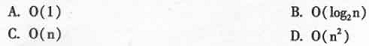 A. O(1) B. O(log₂n)
C. O(n) D. O(n²)